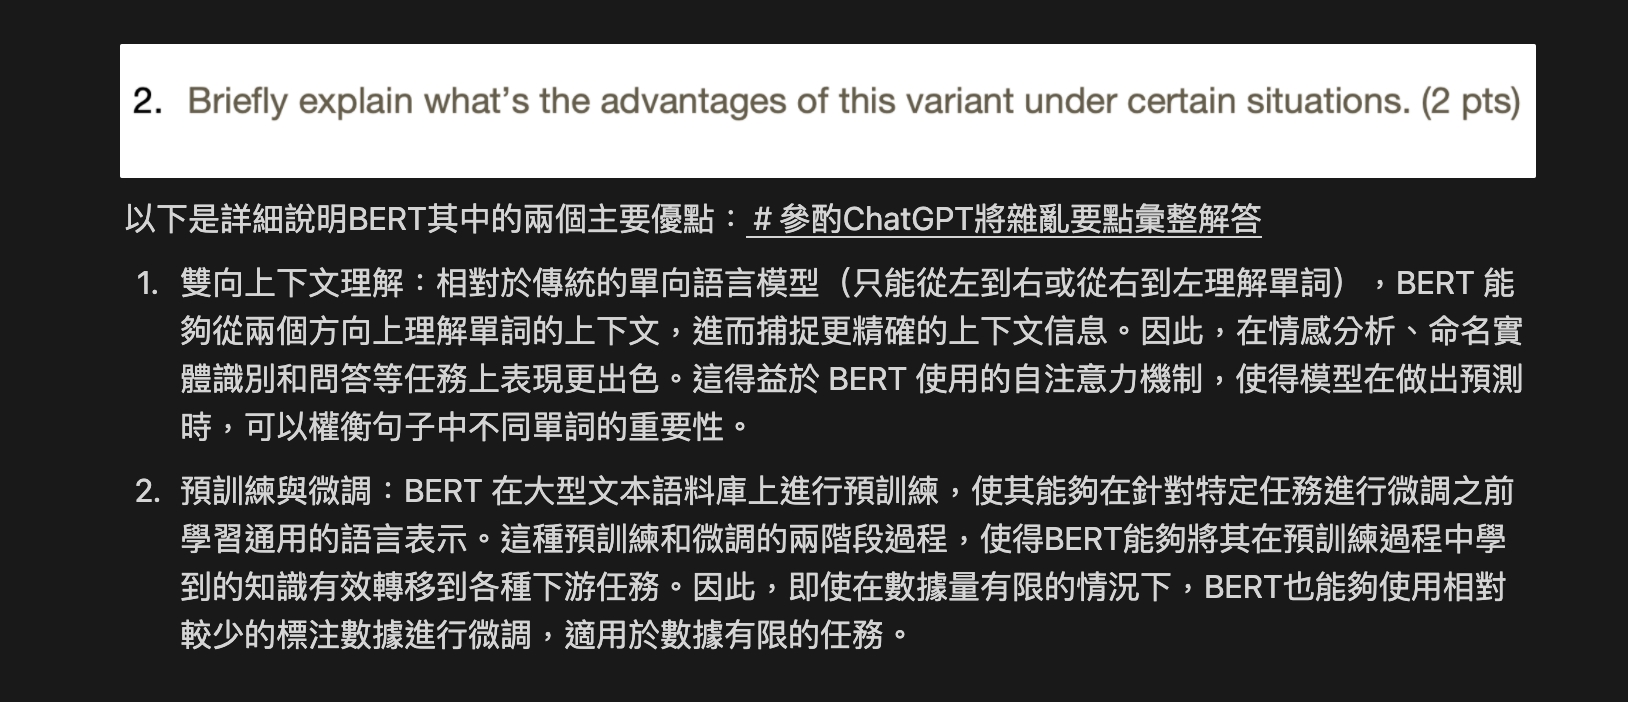 2. Briefly explain what's the advantages of this variant under certain situations. (2 pts)
以下是詳細說明BERT其中的兩個主要優點： # 參酌ChatGPT將雜亂要點彙整解答
1. 雙向上下文理解：相對於傳統的單向語言模型（只能從左到右或從右到左理解單詞），BERT 能
夠從兩個方向上理解單詞的上下文，進而捕捉更精確的上下文信息。因此，在情感分析、命名實
體識別和問答等任務上表現更出色。這得益於 BERT 使用的自注意力機制，使得模型在做出預測
時，可以權衡句子中不同單詞的重要性。
2. 預訓練與微調：BERT 在大型文本語料庫上進行預訓練，使其能夠在針對特定任務進行微調之前
學習通用的語言表示。這種預訓練和微調的兩階段過程，使得BERT能夠將其在預訓練過程中學
到的知識有效轉移到各種下游任務。因此，即使在數據量有限的情況下，BERT也能夠使用相對
較少的標注數據進行微調，適用於數據有限的任務。